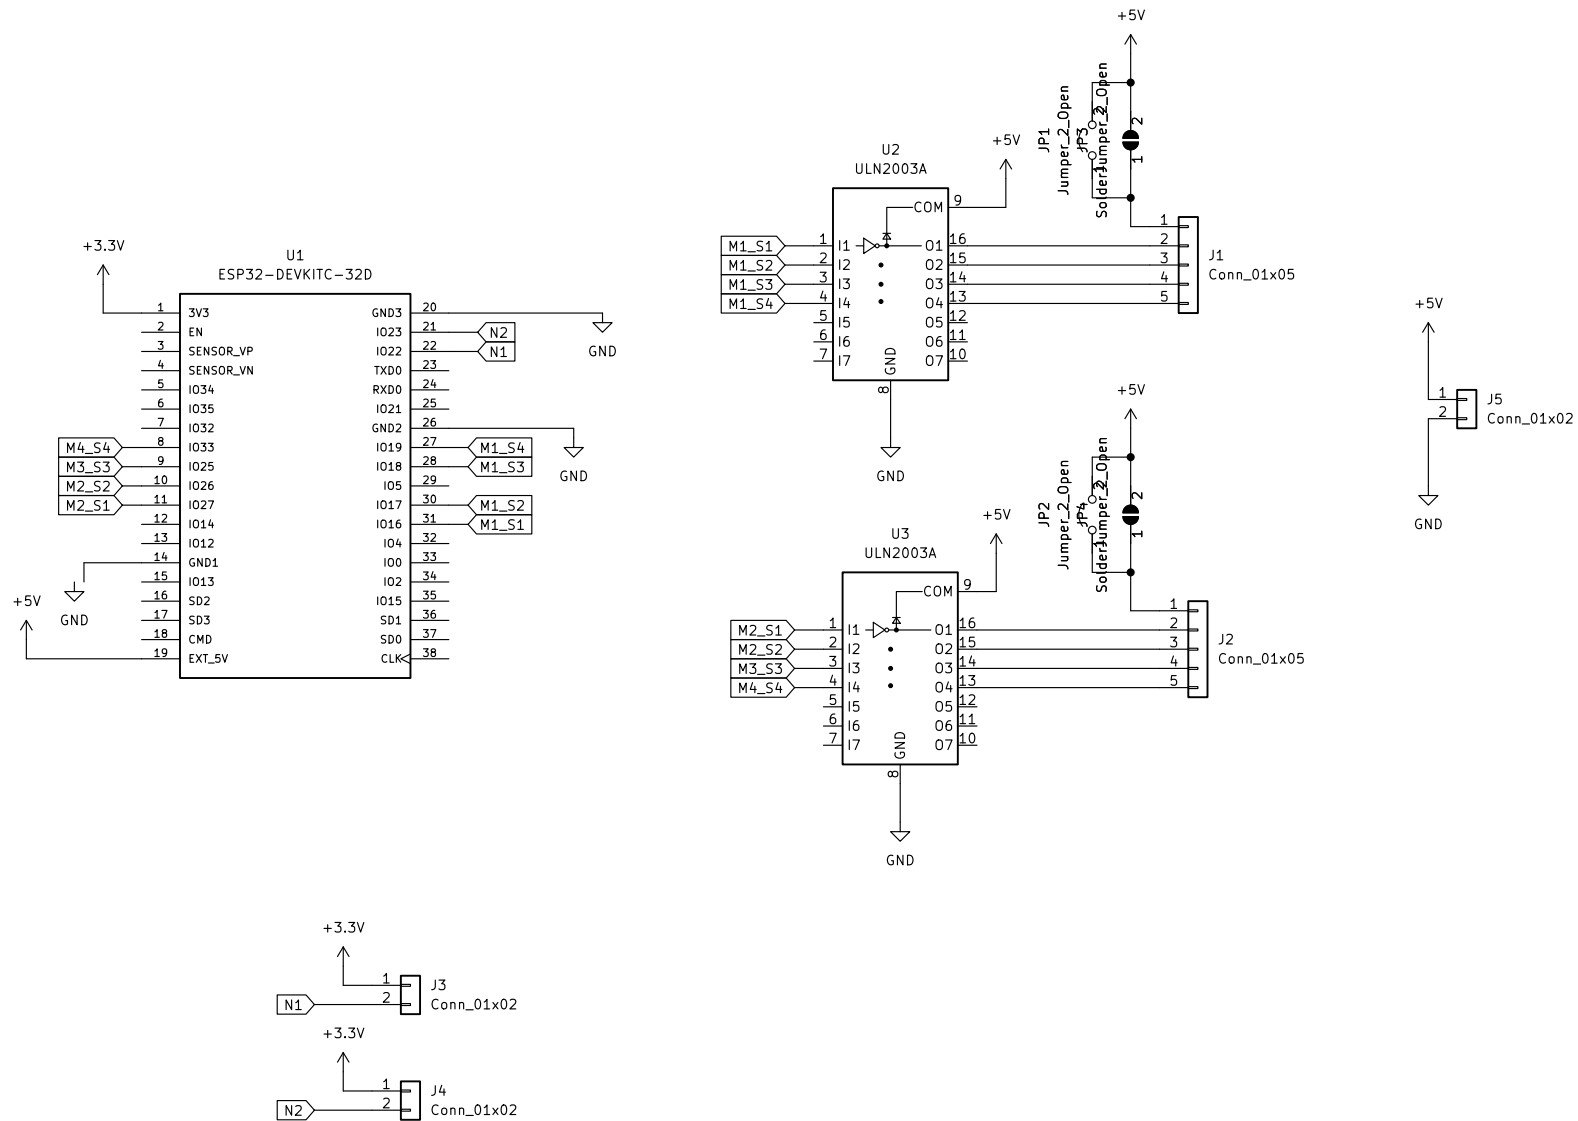 +3.3V
U1
ESP32-DEVKITC-32D
1 3V3
2 EN
3 SENSOR_VP
4 SENSOR_VN
5 IO34
6 IO35
7 IO32
M4_S4 8 IO33
M3_S3 9 IO25
M2_S2 10 IO26
M2_S1 11 IO27
12 IO14
13 IO12
14 GND1
15 IO13
16 SD2
17 SD3
18 CMD
19 EXT_5V
GND
+5V
GND3 20
IO23 21 N2
IO22 22 N1
TXD0 23
RXD0 24
IO21 25
GND2 26
IO19 27 M1_S4
IO18 28 M1_S3
IO5 29
IO17 30 M1_S2
IO16 31 M1_S1
IO4 32
IO0 33
IO2 34
IO15 35
SD1 36
SD0 37
CLK 38
GND
GND
U2
ULN2003A
+5V
COM 9
M1_S1 1 I1 O1 16
M1_S2 2 I2 O2 15
M1_S3 3 I3 O3 14
M1_S4 4 I4 O4 13
5 I5 O5 12
6 I6 O6 11
7 I7 O7 10
GND
8
GND
+5V
JP1
Jumper_2_Open
JP3
SolderJumper_2_Open
2
1
1
2
3
4
5
J1
Conn_01x05
U3
ULN2003A
+5V
COM 9
M2_S1 1 I1 O1 16
M2_S2 2 I2 O2 15
M3_S3 3 I3 O3 14
M4_S4 4 I4 O4 13
5 I5 O5 12
6 I6 O6 11
7 I7 O7 10
GND
8
GND
+5V
JP2
Jumper_2_Open
JP4
SolderJumper_2_Open
2
1
1
2
3
4
5
J2
Conn_01x05
+5V
1
2
J5
Conn_01x02
GND
+3.3V
1
N1 2
J3
Conn_01x02
+3.3V
1
N2 2
J4
Conn_01x02